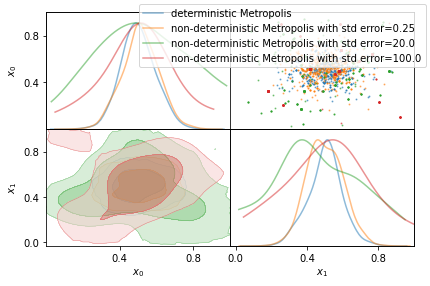 deterministic Metropolis
non-deterministic Metropolis with std error=0.25
non-deterministic Metropolis with std error=20.0
non-deterministic Metropolis with std error=100.0
0.8
x₀
0.4
0.8
x₁
0.4
0.0
0.4 0.8 0.0 0.4 0.8
x₀ x₁